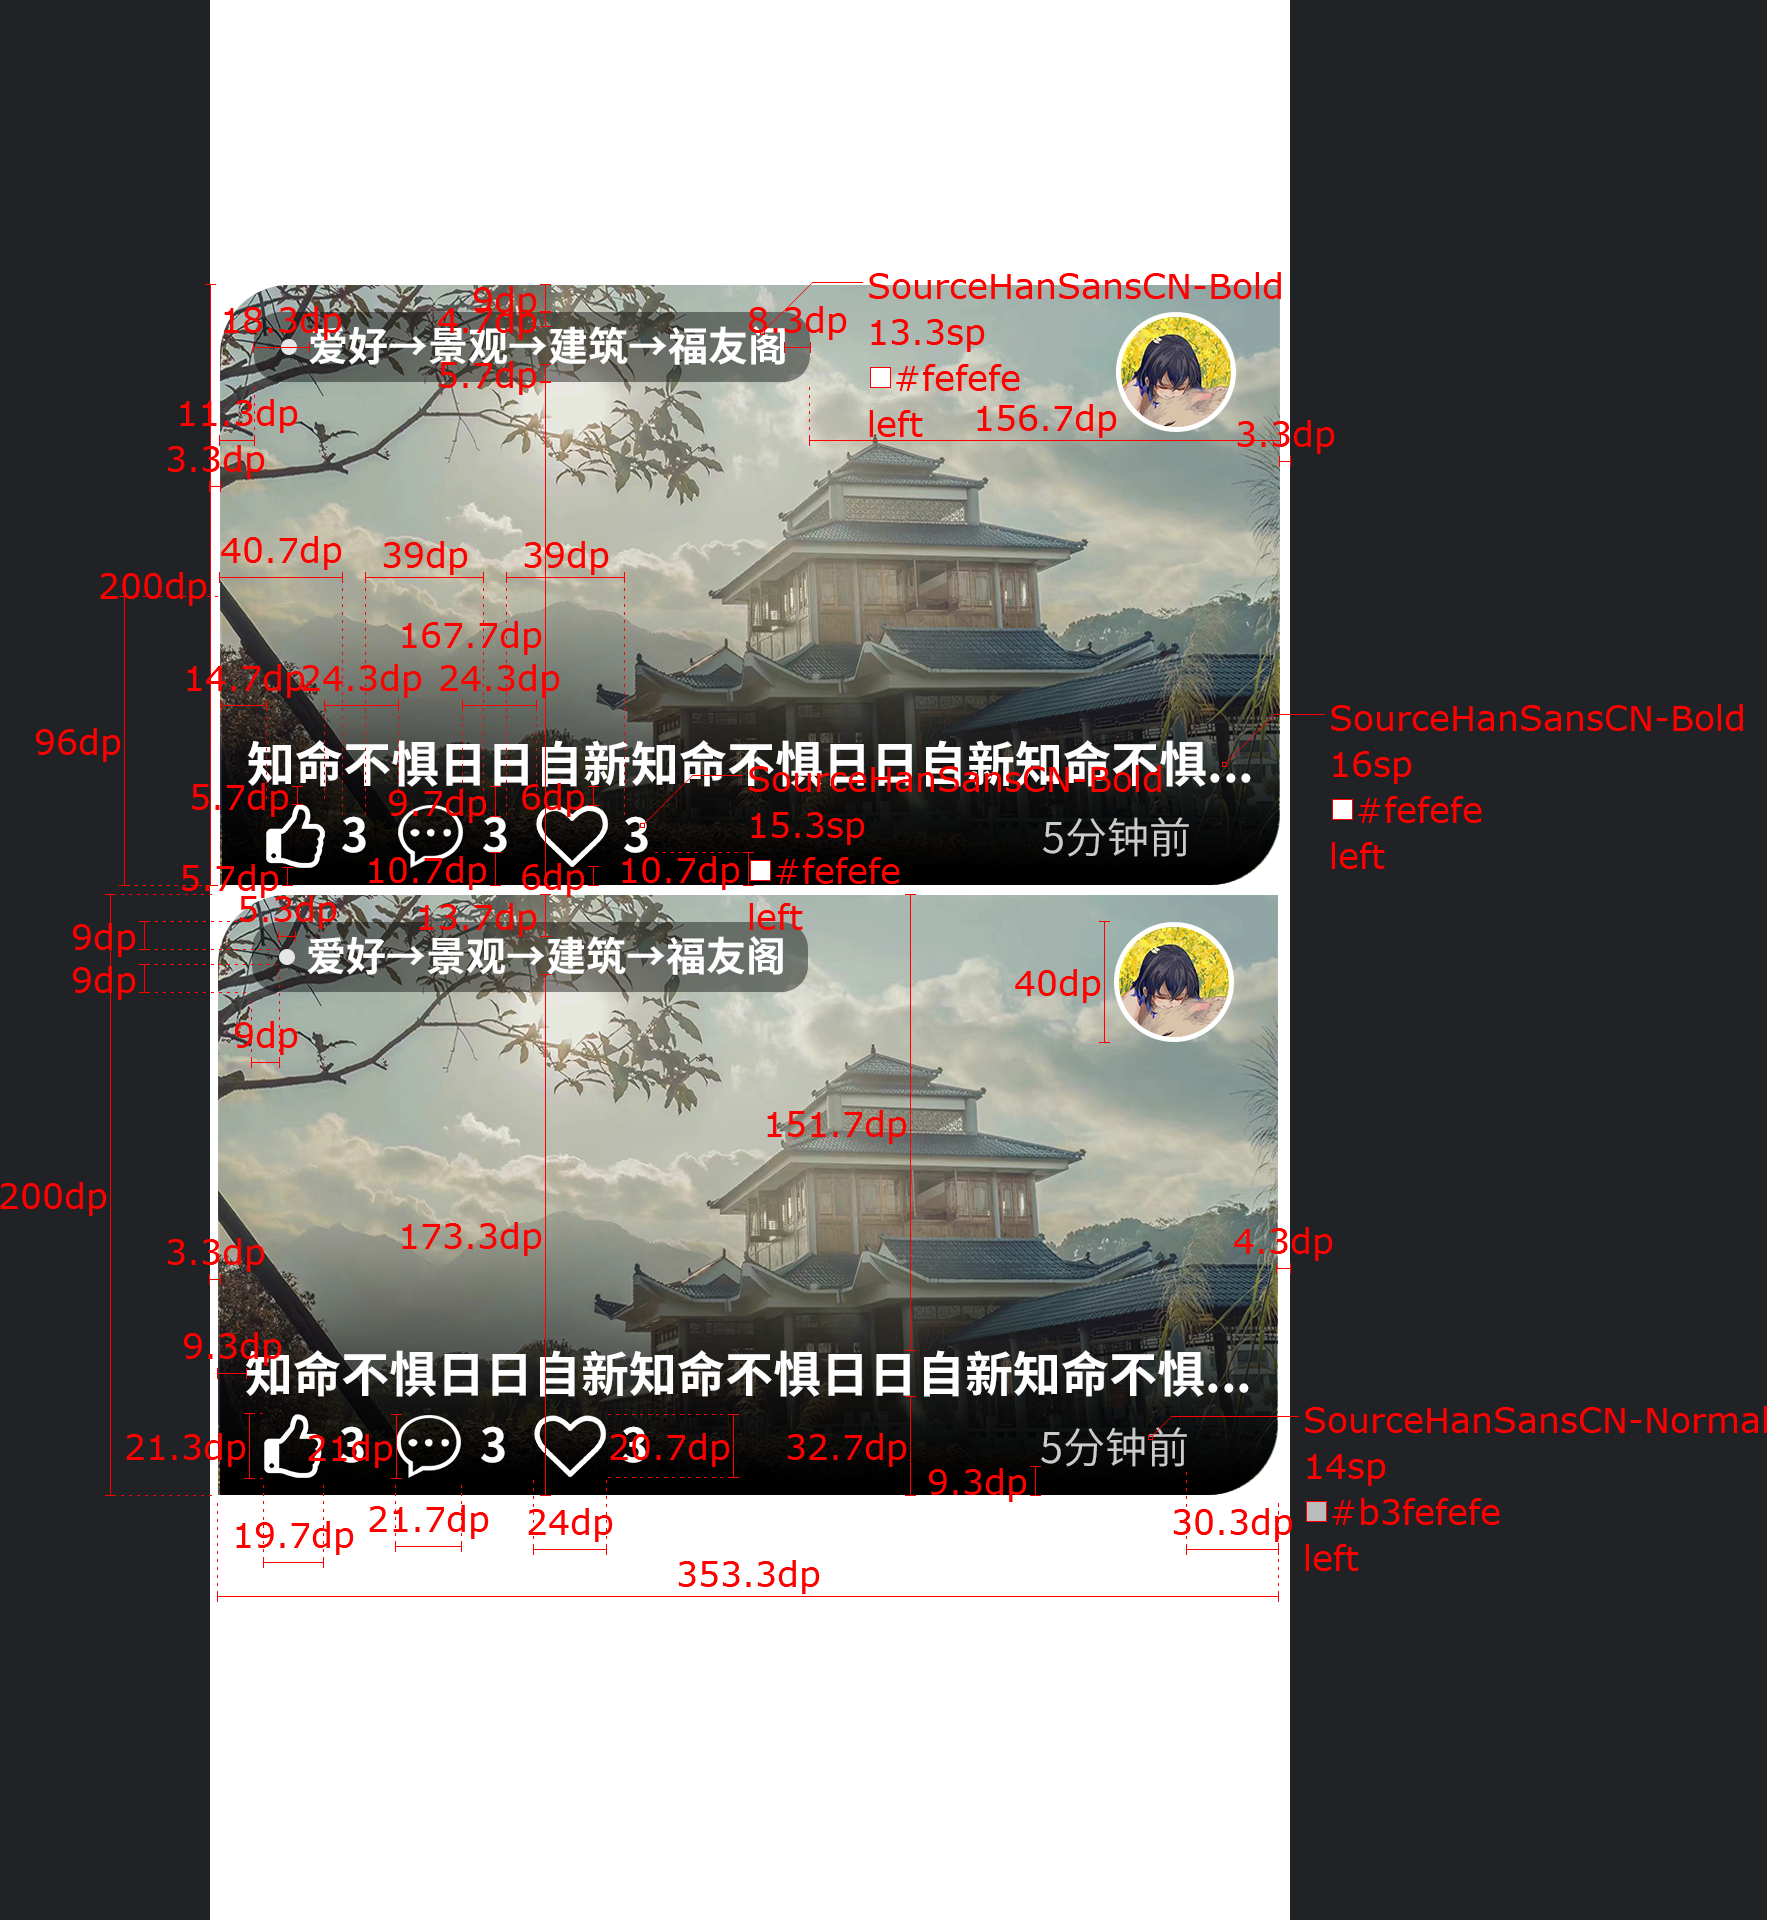 SourceHanSansCN-Bold
9dp
18.3dp
4.7dp
8.3dp
13.3sp
爱好→景观→建筑→福友阁
5.7dp
#fefefe
11.3dp
left
156.7dp
3.3dp
3.3dp
40.7dp
39dp
39dp
200dp
167.7dp
14.7dp
24.3dp
24.3dp
SourceHanSansCN-Bold
96dp
知命不惧日日自新知命不惧日日自新知命不惧...
16sp
SourceHanSansCN-Bold
5.7dp
9.7dp
6dp
#fefefe
15.3sp
3
3
3
5分钟前
left
5.7dp
10.7dp
6dp
10.7dp
#fefefe
5.3dp
13.7dp
left
9dp
爱好→景观→建筑→福友阁
9dp
40dp
9dp
151.7dp
200dp
173.3dp
3.3dp
4.3dp
9.3dp
知命不惧日日自新知命不惧日日自新知命不惧...
SourceHanSansCN-Normal
21.3dp
3
21dp
3
3
20.7dp
32.7dp
5分钟前
14sp
9.3dp
#b3fefefe
19.7dp
21.7dp
24dp
30.3dp
left
353.3dp